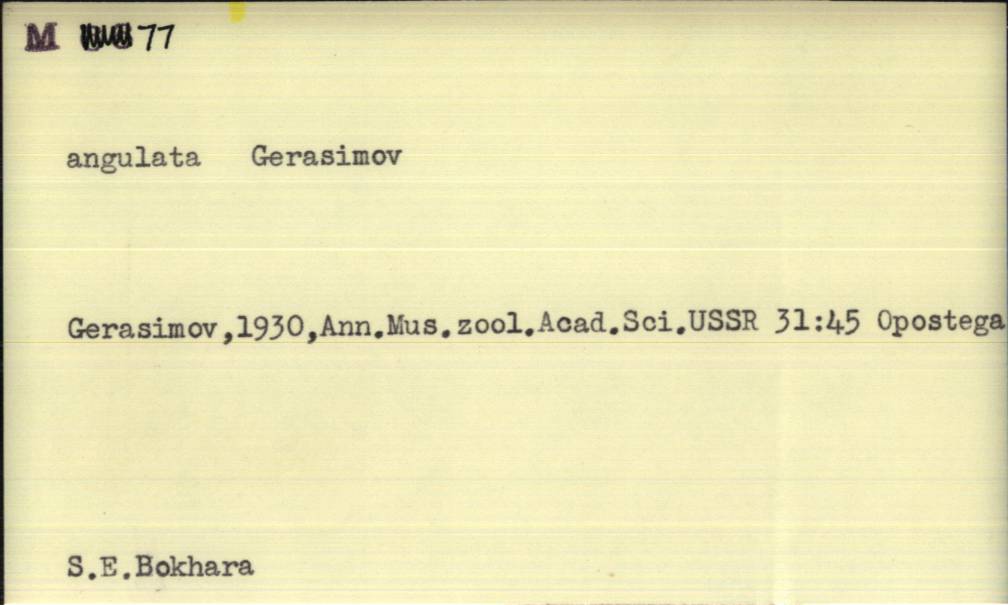 M 77
angulata Gerasimov
Gerasimov,1930,Ann.Mus.zool.Acad.Sci.USSR 31:45 Opostega
S.E.Bokhara